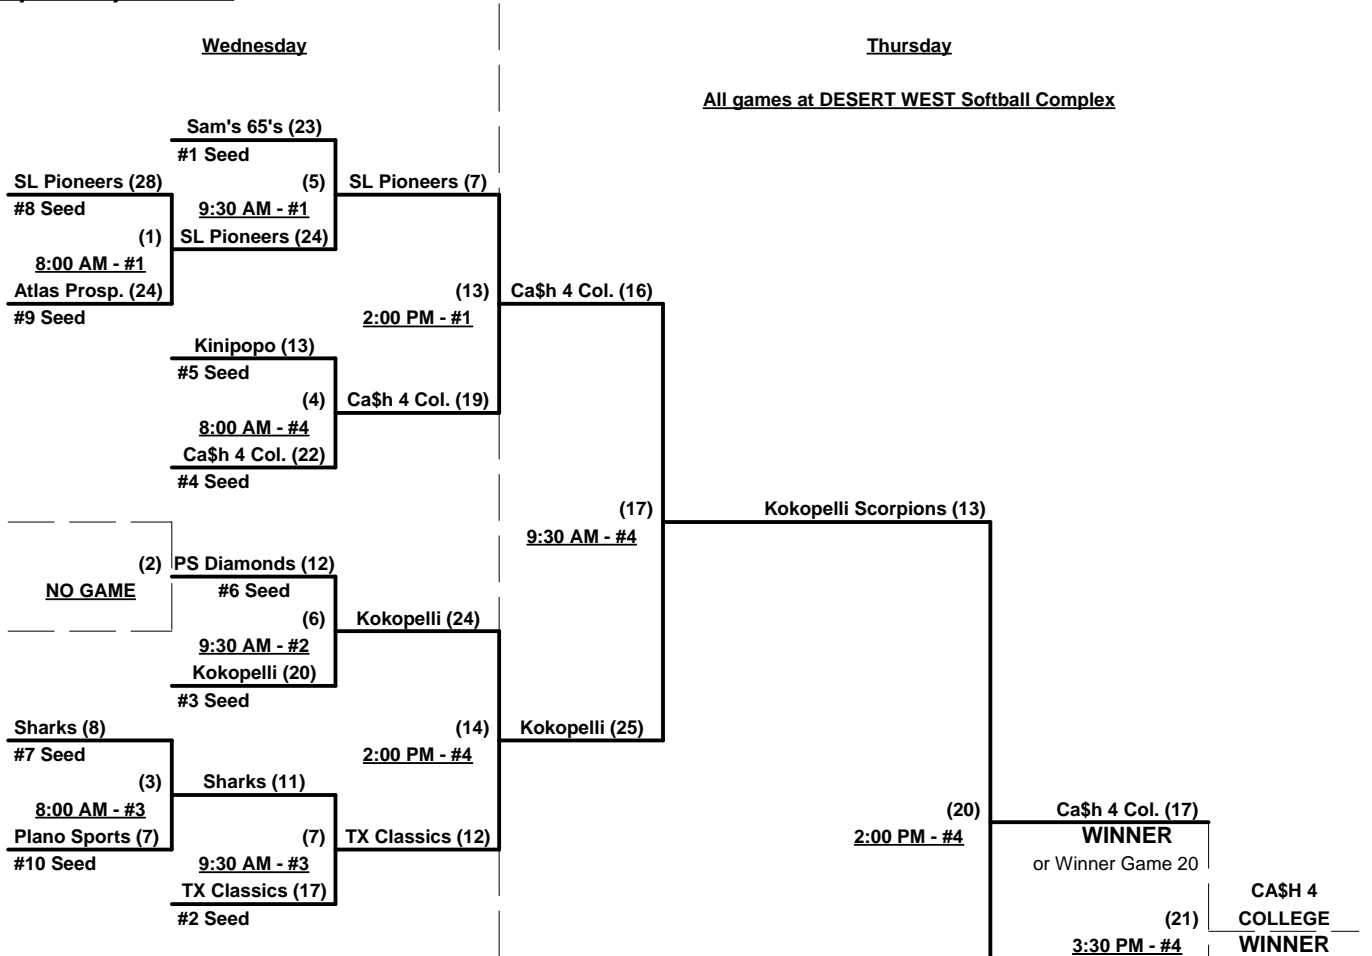 Wednesday
Thursday
All games at DESERT WEST Softball Complex
Sam's 65's (23)
#1 Seed
SL Pioneers (28)
(5)
SL Pioneers (7)
#8 Seed
9:30 AM - #1
(1)
SL Pioneers (24)
8:00 AM - #1
Atlas Prosp. (24)
(13)
Ca$h 4 Col. (16)
#9 Seed
2:00 PM - #1
Kinipopo (13)
#5 Seed
(4)
Ca$h 4 Col. (19)
8:00 AM - #4
Ca$h 4 Col. (22)
#4 Seed
(17)
Kokopelli Scorpions (13)
9:30 AM - #4
(2)
PS Diamonds (12)
NO GAME
#6 Seed
(6)
Kokopelli (24)
9:30 AM - #2
Kokopelli (20)
#3 Seed
Sharks (8)
(14)
Kokopelli (25)
#7 Seed
2:00 PM - #4
(3)
Sharks (11)
8:00 AM - #3
(20)
Ca$h 4 Col. (17)
Plano Sports (7)
(7)
TX Classics (12)
2:00 PM - #4
WINNER
#10 Seed
9:30 AM - #3
or Winner Game 20
TX Classics (17)
CA$H 4
#2 Seed
(21)
COLLEGE
3:30 PM - #4
WINNER